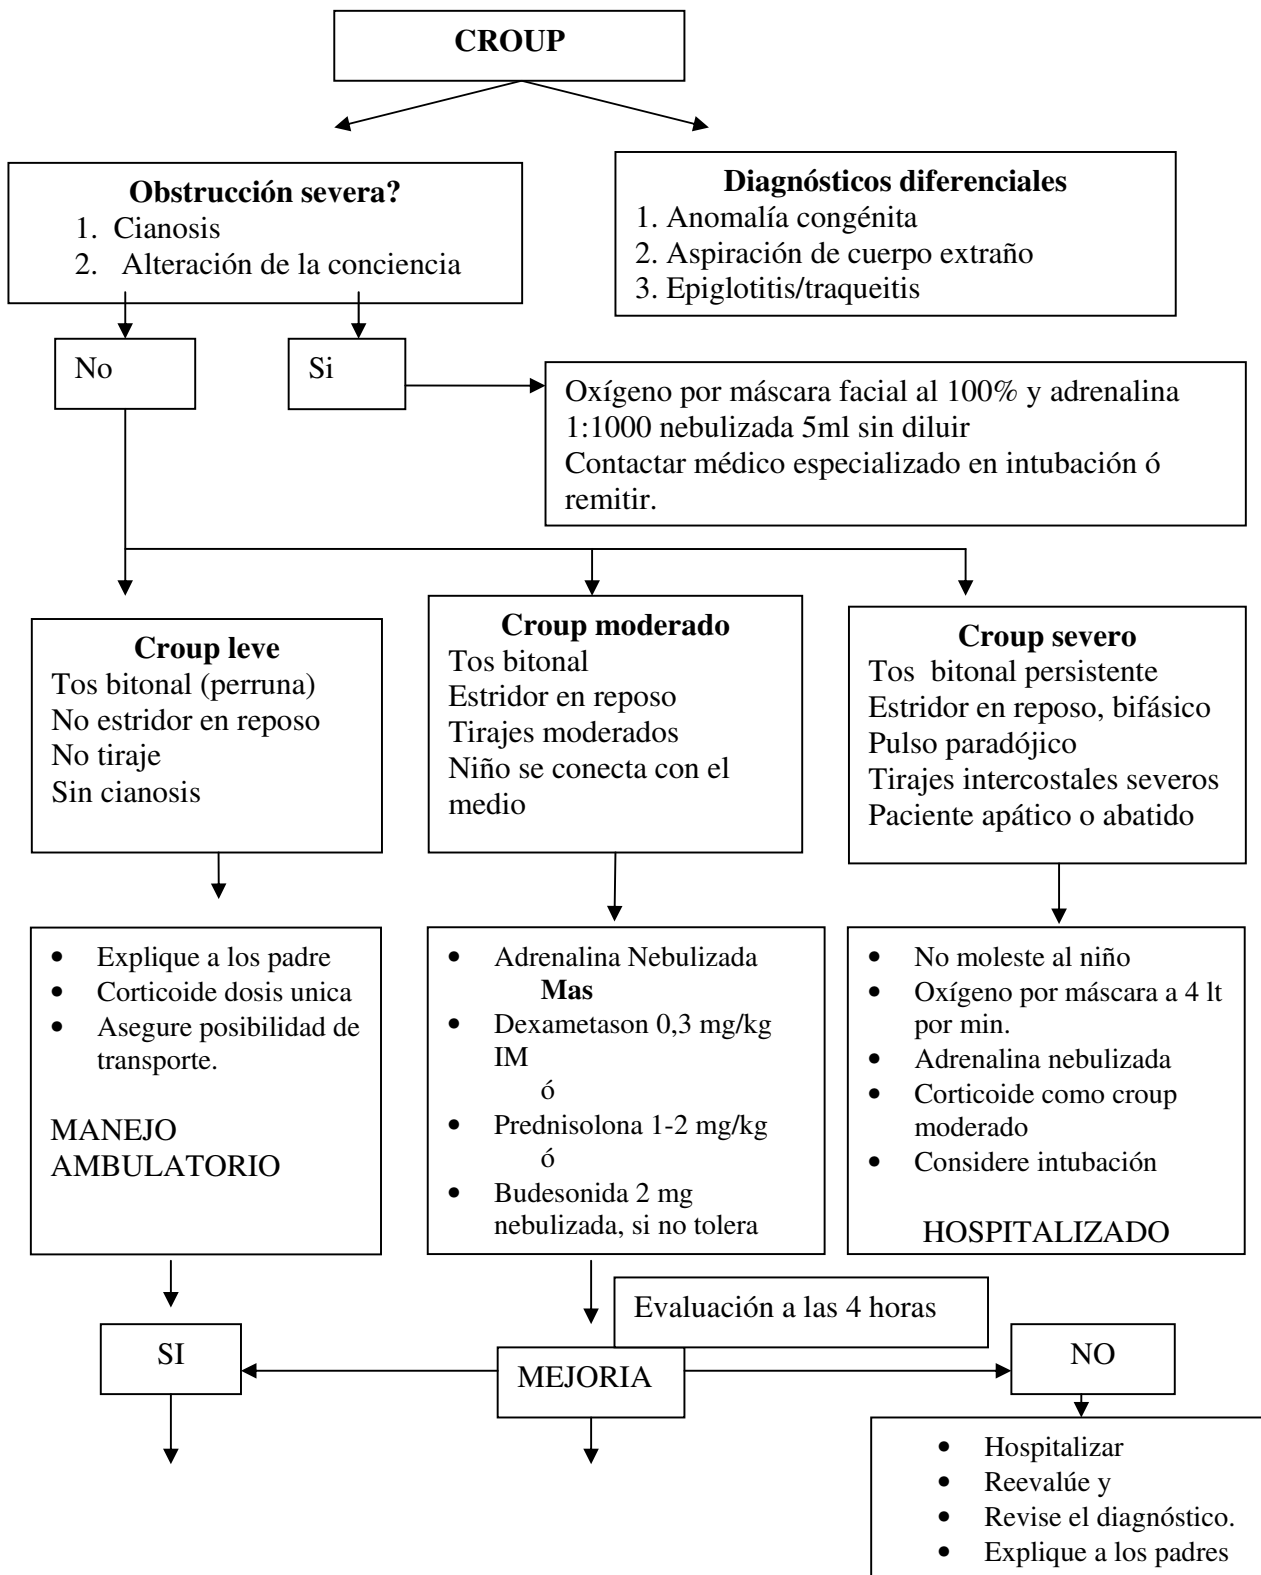 CROUP
Obstrucción severa?
1. Cianosis
2. Alteración de la conciencia
Diagnósticos diferenciales
1. Anomalía congénita
2. Aspiración de cuerpo extraño
3. Epiglotitis/traqueitis
No
Si
Oxígeno por máscara facial al 100% y adrenalina
1:1000 nebulizada 5ml sin diluir
Contactar médico especializado en intubación ó
remitir.
Croup leve
Tos bitonal (perruna)
No estridor en reposo
No tiraje
Sin cianosis
Croup moderado
Tos bitonal
Estridor en reposo
Tirajes moderados
Niño se conecta con el
medio
Croup severo
Tos bitonal persistente
Estridor en reposo, bifásico
Pulso paradójico
Tirajes intercostales severos
Paciente apático o abatido
• Explique a los padre
• Corticoide dosis unica
• Asegure posibilidad de
transporte.
MANEJO
AMBULATORIO
• Adrenalina Nebulizada
Mas
• Dexametason 0,3 mg/kg
IM
ó
• Prednisolona 1-2 mg/kg
ó
• Budesonida 2 mg
nebulizada, si no tolera
• No moleste al niño
• Oxígeno por máscara a 4 lt
por min.
• Adrenalina nebulizada
• Corticoide como croup
moderado
• Considere intubación
HOSPITALIZADO
Evaluación a las 4 horas
SI
MEJORIA
NO
• Hospitalizar
• Reevalúe y
• Revise el diagnóstico.
• Explique a los padres